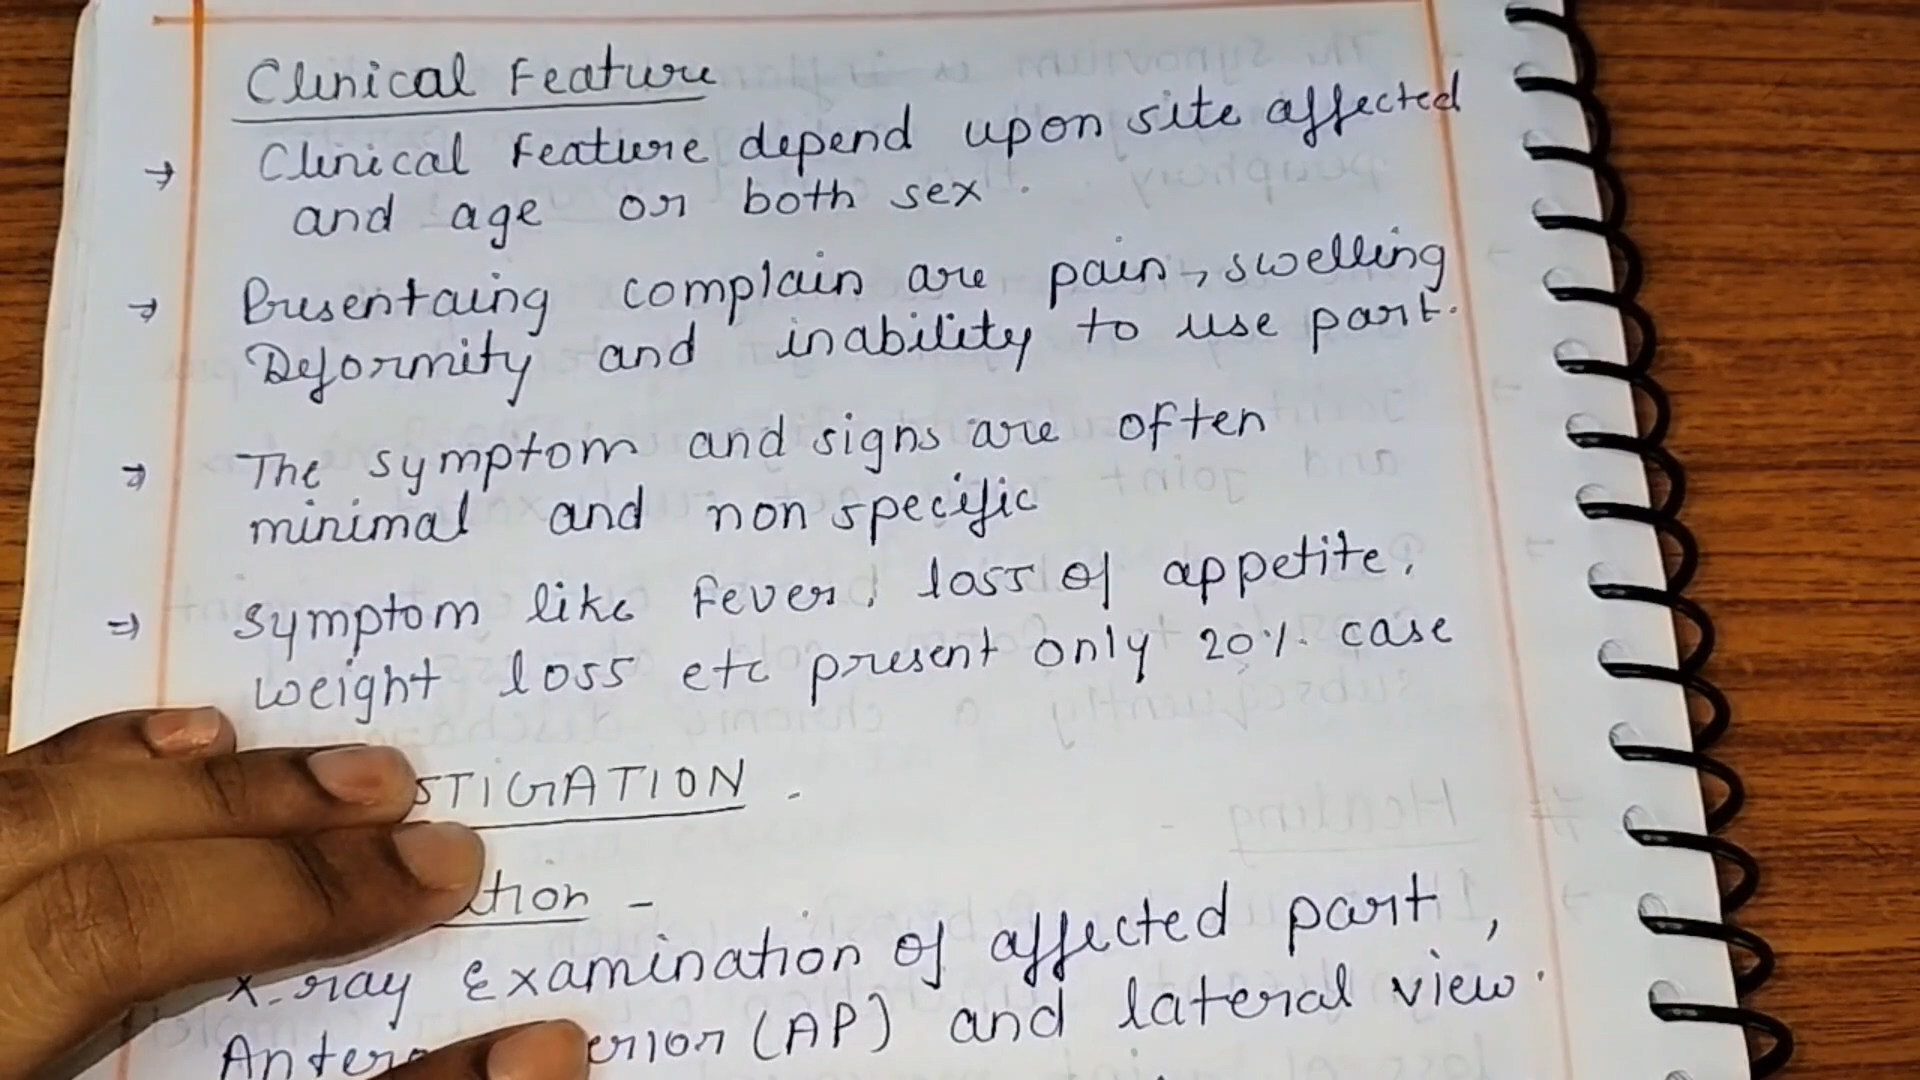 Clinical Feature
→ Clinical Feature depend upon site affected
and age or both sex.
→ Presentaing complain are pain, swelling
Deformity and inability to use part.
→ The symptom and signs are often
minimal and non specific
⇒ Symptom like Fever, loss of appetite,
weight loss etc present only 20% case
STIGATION -
ation -
X-ray Examination of affected part,
erior (AP) and lateral view.